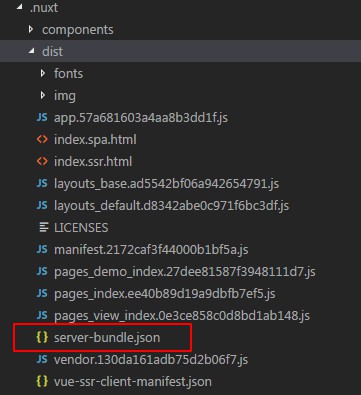 .nuxt
components
dist
fonts
img
JS app.57a681603a4aa8b3dd1f.js
<> index.spa.html
<> index.ssr.html
JS layouts_base.ad5542bf06a942654791.js
JS layouts_default.d8342abe0c971f6bc3df.js
LICENSES
JS manifest.2172caf3f44000b1bf5a.js
JS pages_demo_index.27dee81587f3948111d7.js
JS pages_index.ee40b89d19a9dbfb7ef5.js
JS pages_view_index.0e3ce858c0d8bd1ab148.js
{ } server-bundle.json
JS vendor.130da161adb75d2b06f7.js
{ } vue-ssr-client-manifest.json